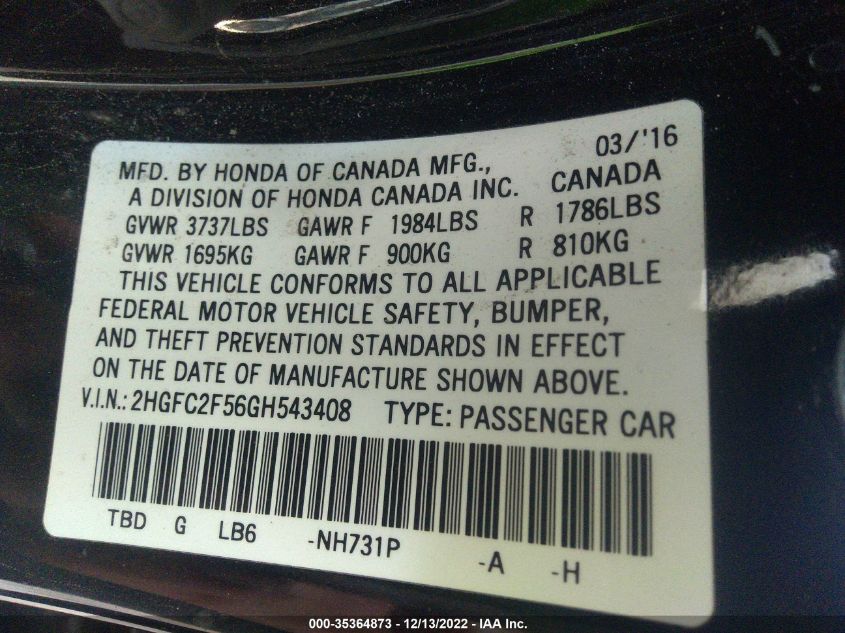 03/'16
MFD. BY HONDA OF CANADA MFG.,
A DIVISION OF HONDA CANADA INC. CANADA
GVWR 3737LBS GAWR F 1984LBS R 1786LBS
GVWR 1695KG GAWR F 900KG R 810KG
THIS VEHICLE CONFORMS TO ALL APPLICABLE
FEDERAL MOTOR VEHICLE SAFETY, BUMPER,
AND THEFT PREVENTION STANDARDS IN EFFECT
ON THE DATE OF MANUFACTURE SHOWN ABOVE.
V.I.N.: 2HGFC2F56GH543408 TYPE: PASSENGER CAR
TBD G LB6 -NH731P -A -H
000-35364873 - 12/13/2022 - IAA Inc.